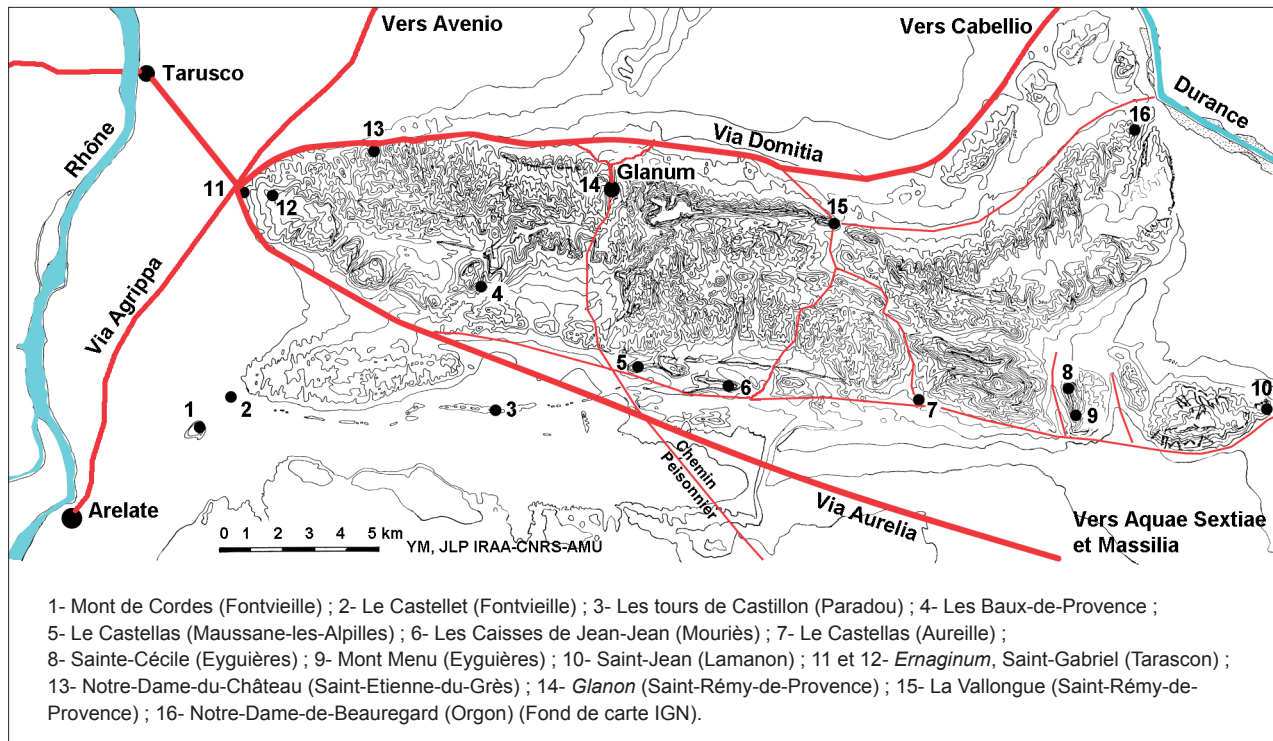 Vers Avenio
Vers Cabellio
Tarusco
Durance
Rhône
13
16
Via Domitia
14
Glanum
11
12
15
Via Agrippa
4
5
6
8
10
2
3
7
9
1
Chemin
Peisonnier
Via Aurelia
Arelate
0 1 2 3 4 5 km
YM, JLP IRAA-CNRS-AMU
Vers Aquae Sextiae
et Massilia
1- Mont de Cordes (Fontvieille) ; 2- Le Castellet (Fontvieille) ; 3- Les tours de Castillon (Paradou) ; 4- Les Baux-de-Provence ;
5- Le Castellas (Maussane-les-Alpilles) ; 6- Les Caisses de Jean-Jean (Mouriès) ; 7- Le Castellas (Aureille) ;
8- Sainte-Cécile (Eyguières) ; 9- Mont Menu (Eyguières) ; 10- Saint-Jean (Lamanon) ; 11 et 12- Ernaginum, Saint-Gabriel (Tarascon) ;
13- Notre-Dame-du-Château (Saint-Etienne-du-Grès) ; 14- Glanon (Saint-Rémy-de-Provence) ; 15- La Vallongue (Saint-Rémy-de-
Provence) ; 16- Notre-Dame-de-Beauregard (Orgon) (Fond de carte IGN).